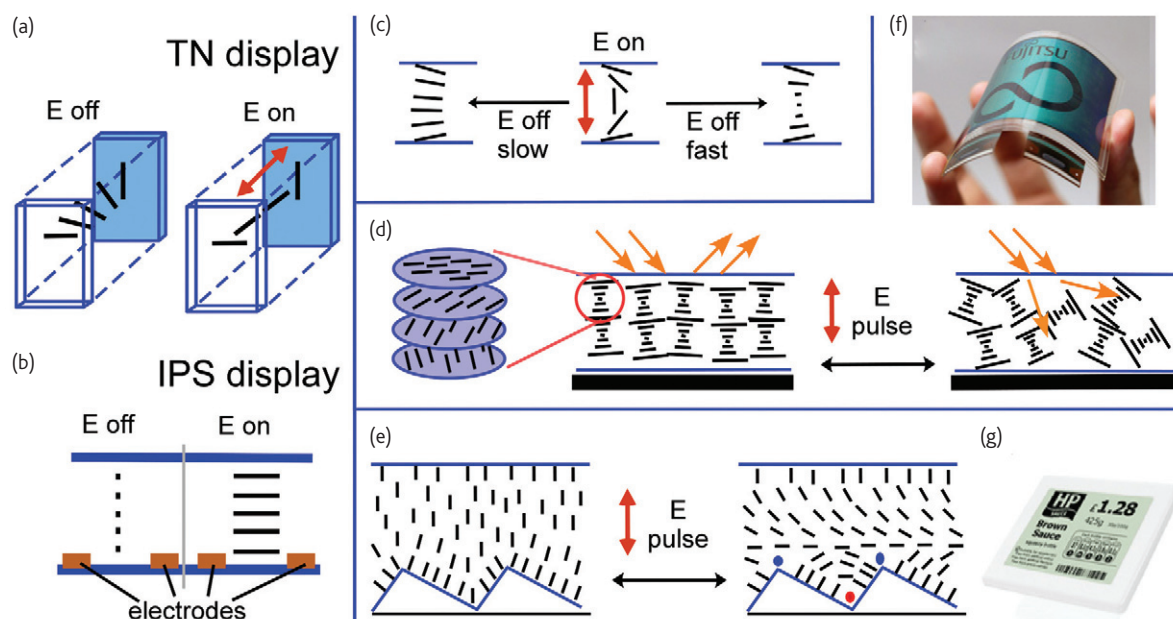 (a)
TN display
E off
E on
(b)
IPS display
E off
E on
electrodes
(c)
E on
E off
slow
E off
fast
(d)
E
pulse
(e)
E
pulse
(f)
FUJITSU
(g)
HP
SAUCE
£1.28
425g
Brown
Sauce